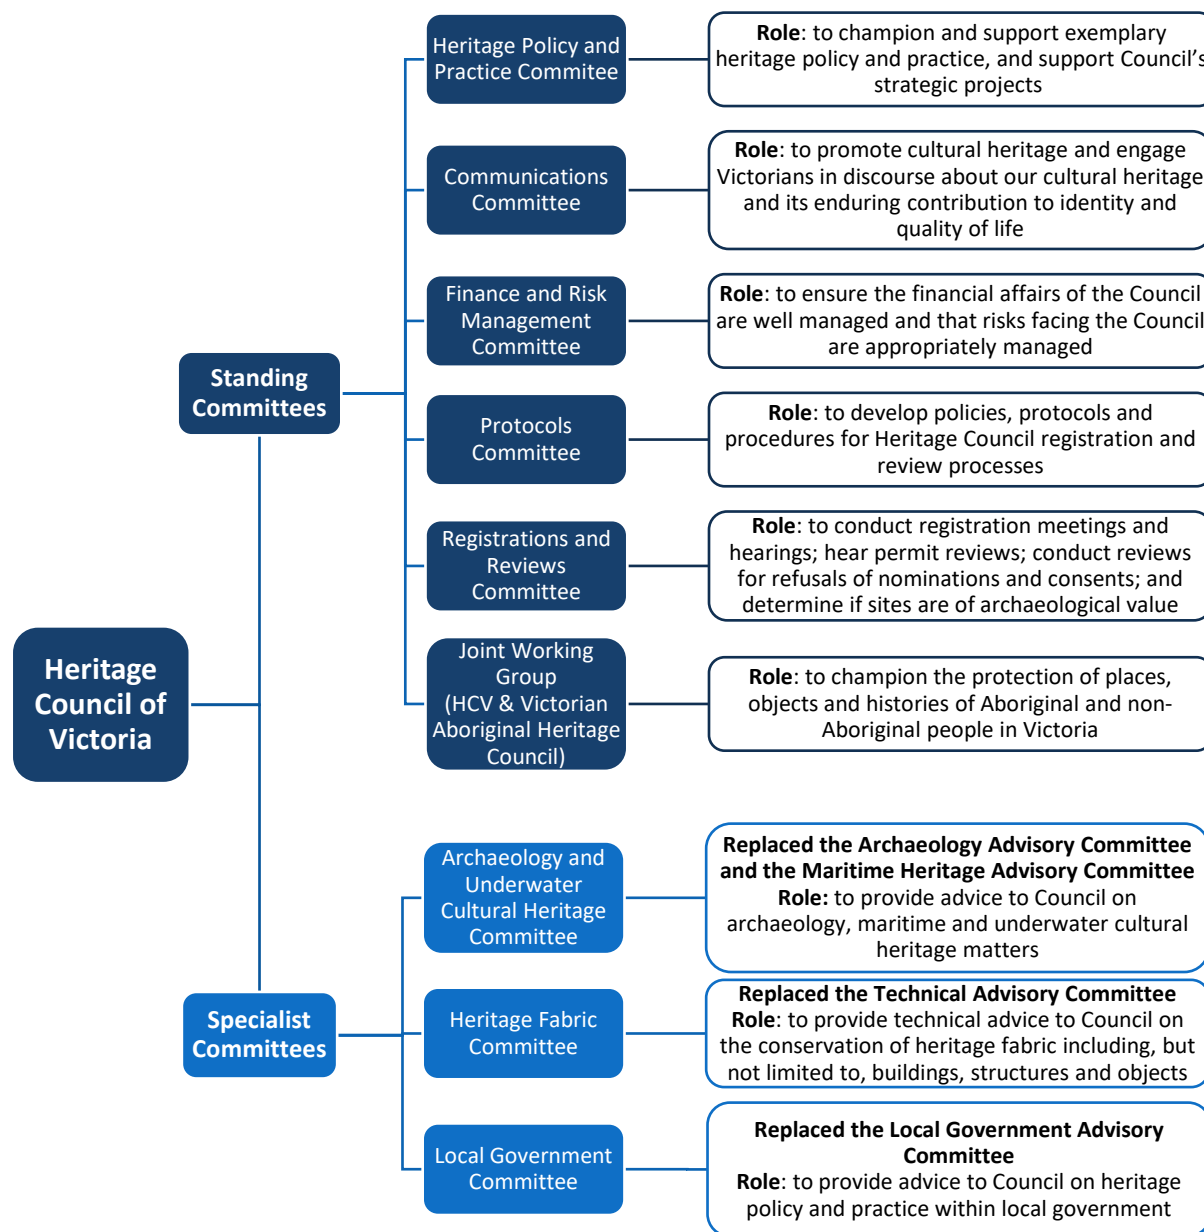 Heritage
Council of
Victoria
Standing
Committees
Heritage Policy and
Practice Commitee
Role: to champion and support exemplary
heritage policy and practice, and support Council's
strategic projects
Communications
Committee
Role: to promote cultural heritage and engage
Victorians in discourse about our cultural heritage
and its enduring contribution to identity and
quality of life
Finance and Risk
Management
Committee
Role: to ensure the financial affairs of the Council
are well managed and that risks facing the Council
are appropriately managed
Protocols
Committee
Role: to develop policies, protocols and
procedures for Heritage Council registration and
review processes
Registrations and
Reviews
Committee
Role: to conduct registration meetings and
hearings; hear permit reviews; conduct reviews
for refusals of nominations and consents; and
determine if sites are of archaeological value
Joint Working
Group
(HCV & Victorian
Aboriginal Heritage
Council)
Role: to champion the protection of places,
objects and histories of Aboriginal and non-
Aboriginal people in Victoria
Specialist
Committees
Archaeology and
Underwater
Cultural Heritage
Committee
Replaced the Archaeology Advisory Committee
and the Maritime Heritage Advisory Committee
Role: to provide advice to Council on
archaeology, maritime and underwater cultural
heritage matters
Heritage Fabric
Committee
Replaced the Technical Advisory Committee
Role: to provide technical advice to Council on
the conservation of heritage fabric including, but
not limited to, buildings, structures and objects
Local Government
Committee
Replaced the Local Government Advisory
Committee
Role: to provide advice to Council on heritage
policy and practice within local government